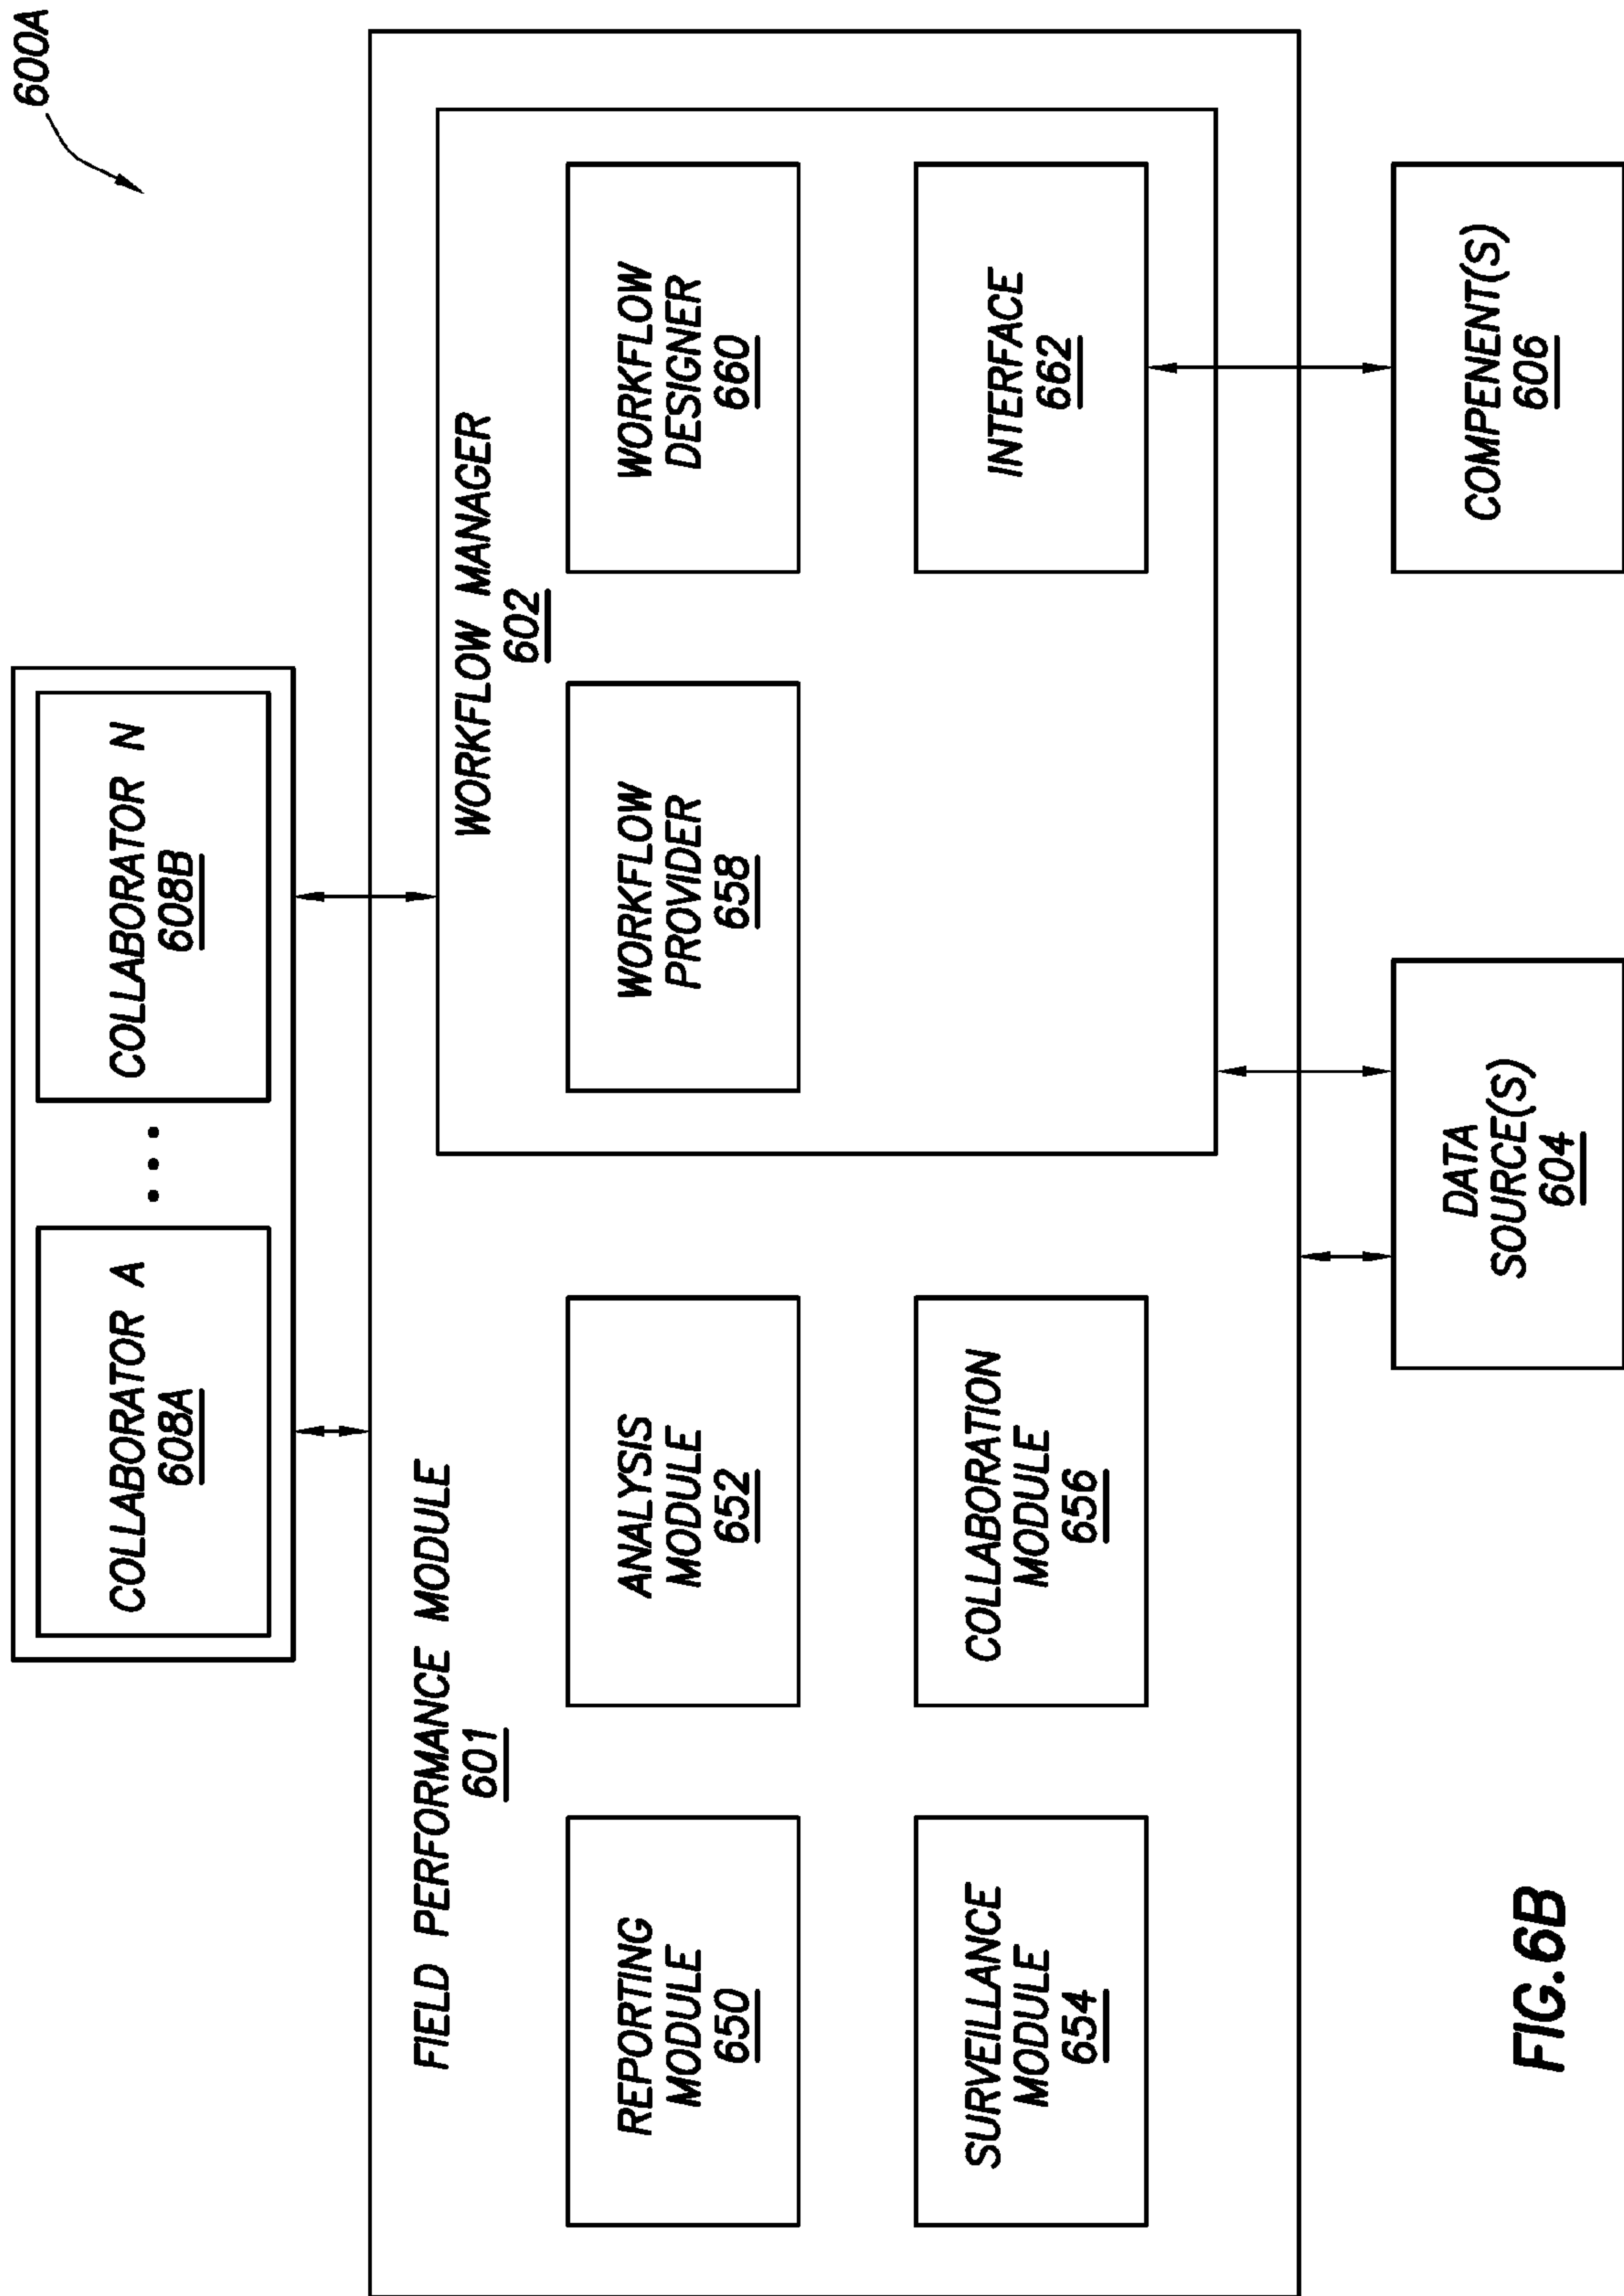 600A
COLLABORATOR A
608A
• • •
COLLABORATOR N
608B
FIELD PERFORMANCE MODULE
601
WORKFLOW MANAGER
602
REPORTING
MODULE
650
ANALYSIS
MODULE
652
WORKFLOW
PROVIDER
658
WORKFLOW
DESIGNER
660
SURVEILLANCE
MODULE
654
COLLABORATION
MODULE
656
INTERFACE
662
DATA
SOURCE(S)
604
COMPENENT(S)
606
FIG.6B